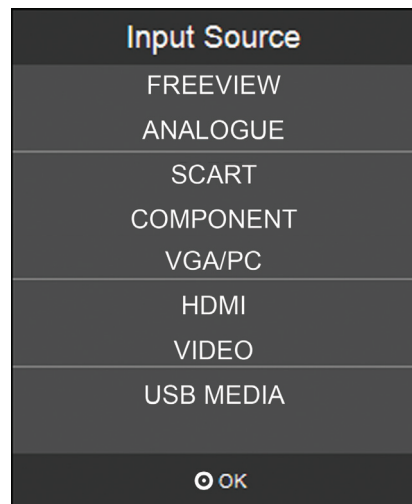 Input Source
FREEVIEW
ANALOGUE
SCART
COMPONENT
VGA/PC
HDMI
VIDEO
USB MEDIA
OK